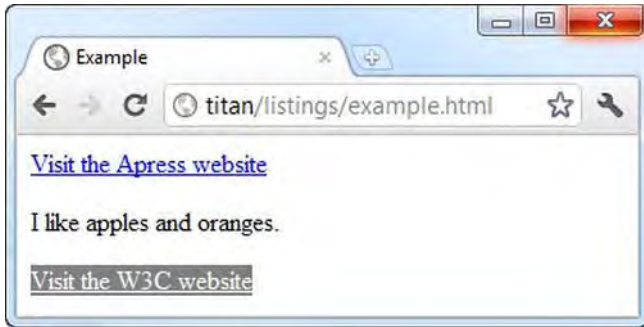 Example
titan/listings/example.html
Visit the Apress website
I like apples and oranges.
Visit the W3C website